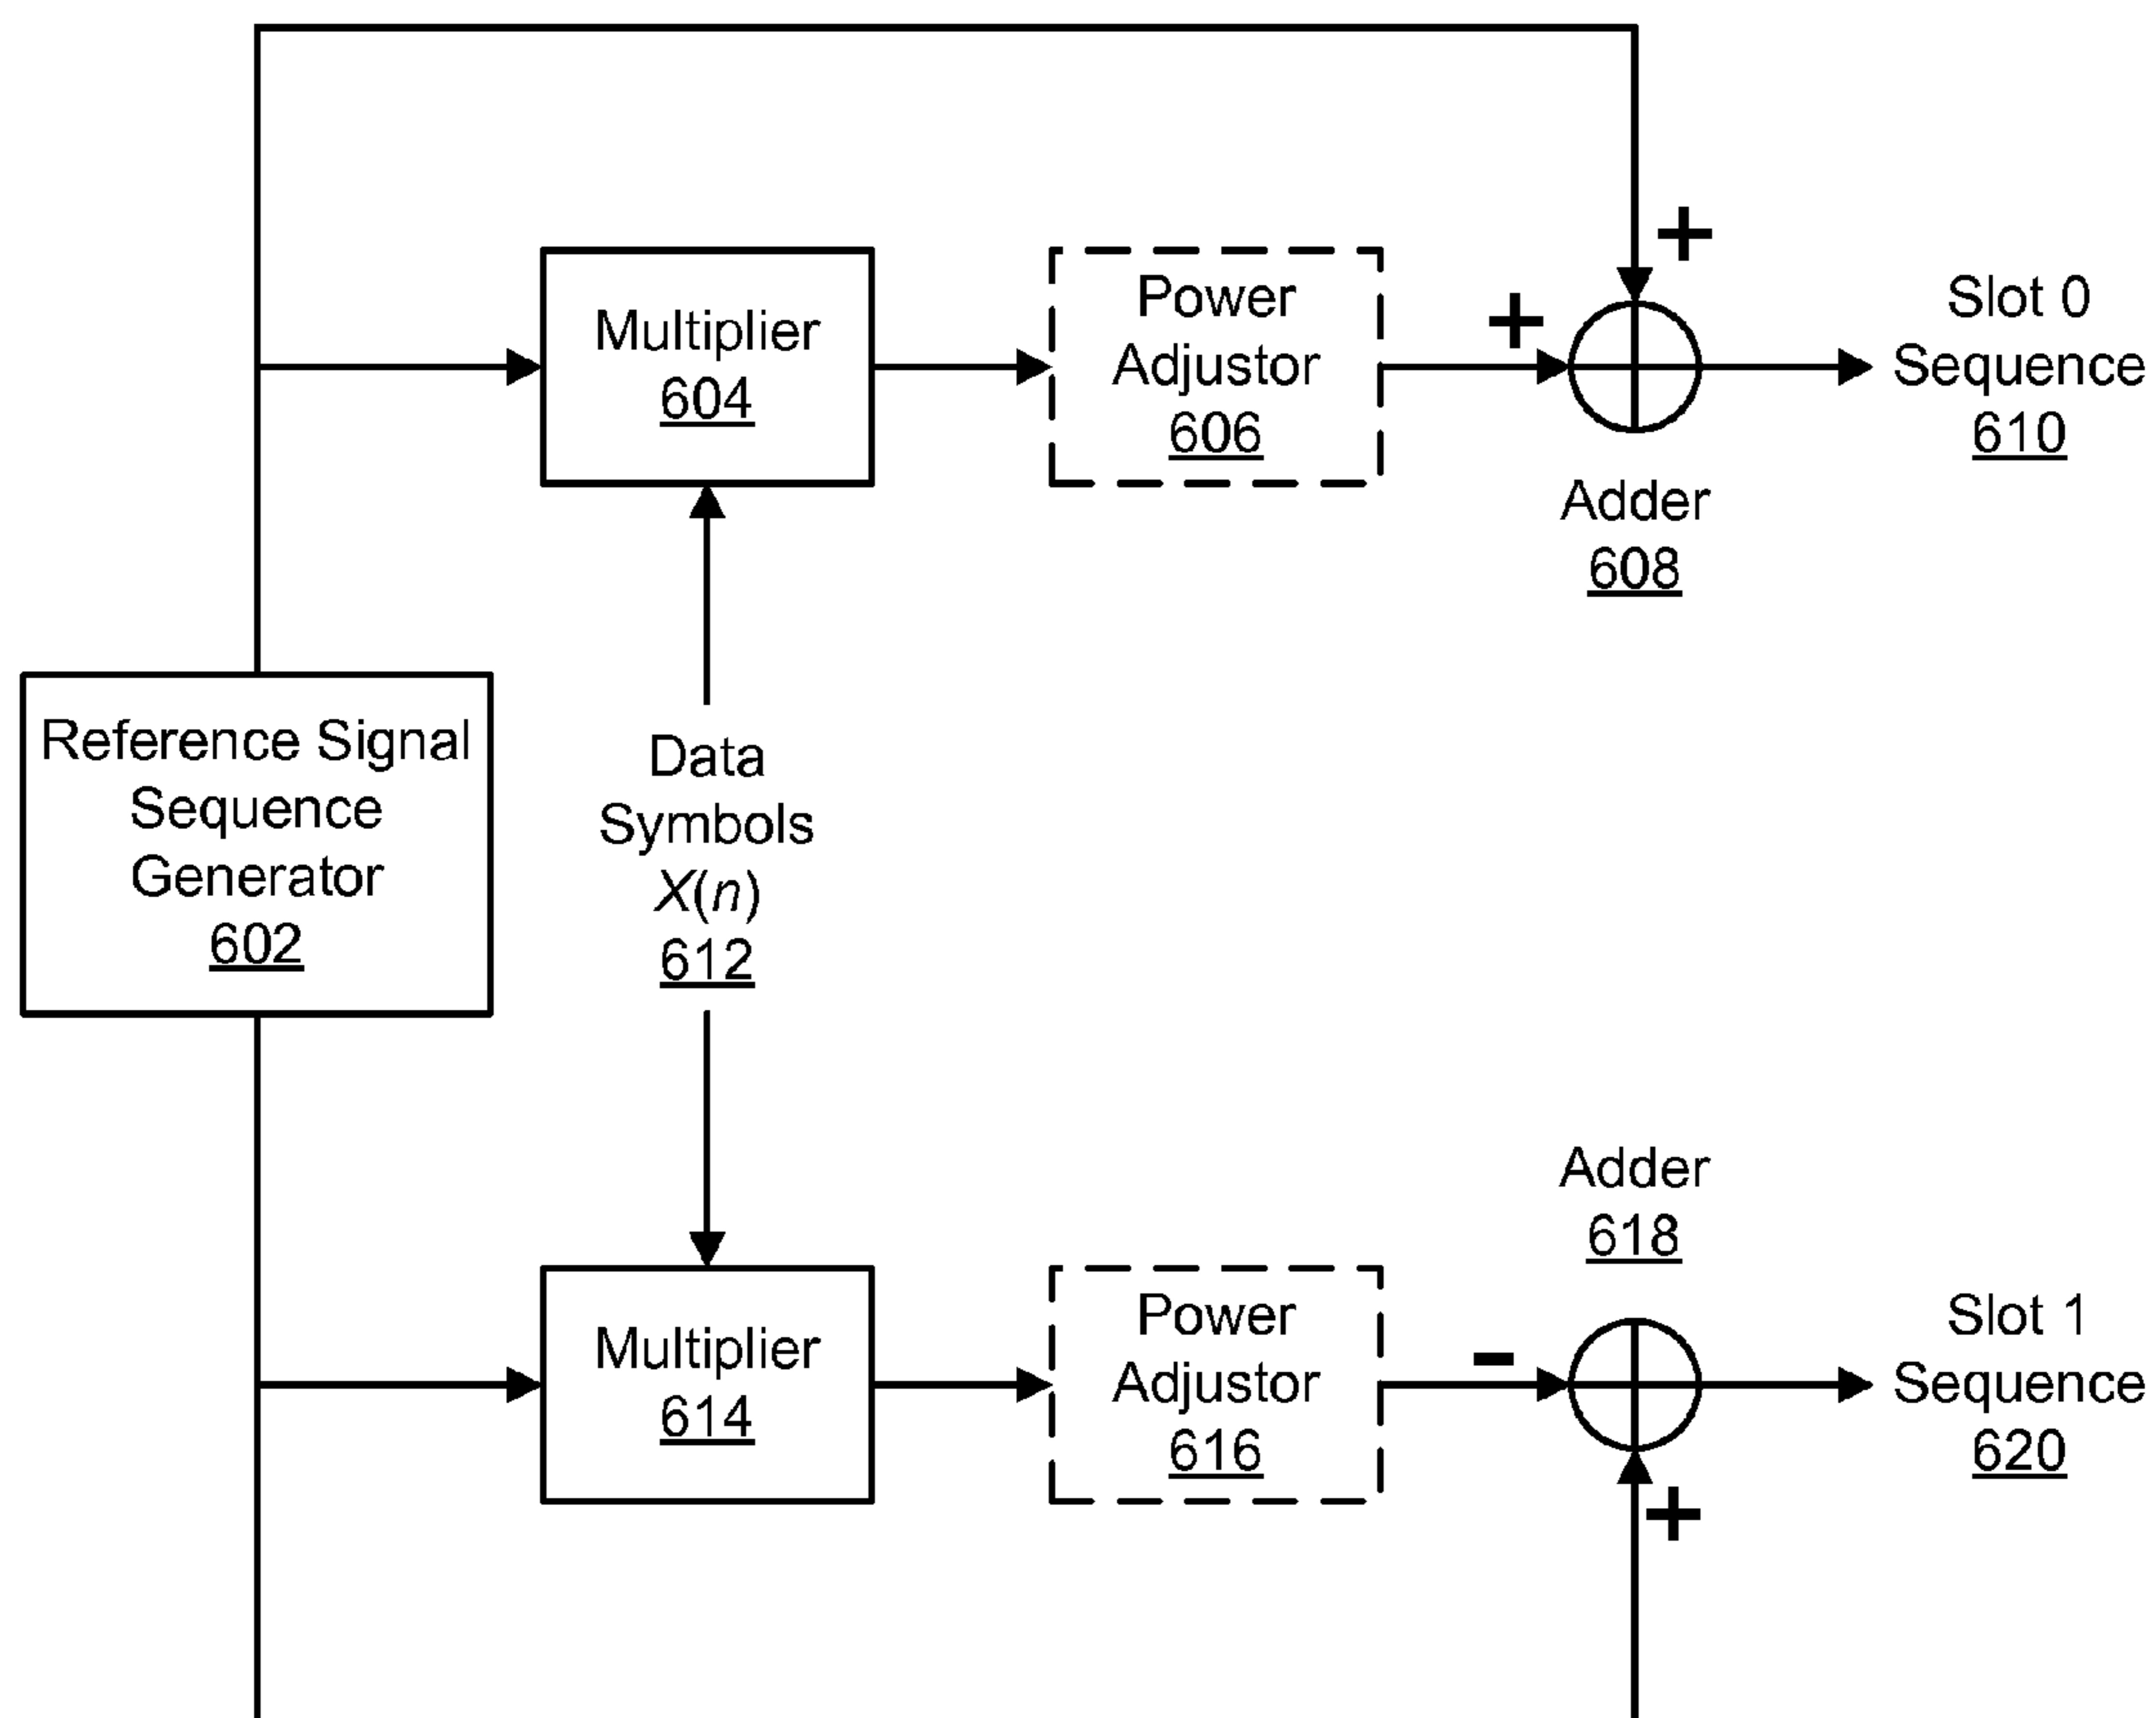 +
Multiplier
604
Power
Adjustor
606
+
Slot 0
Sequence
610
Adder
608
Reference Signal
Sequence
Generator
602
Data
Symbols
X(n)
612
Adder
618
Multiplier
614
Power
Adjustor
616
-
Slot 1
Sequence
620
+